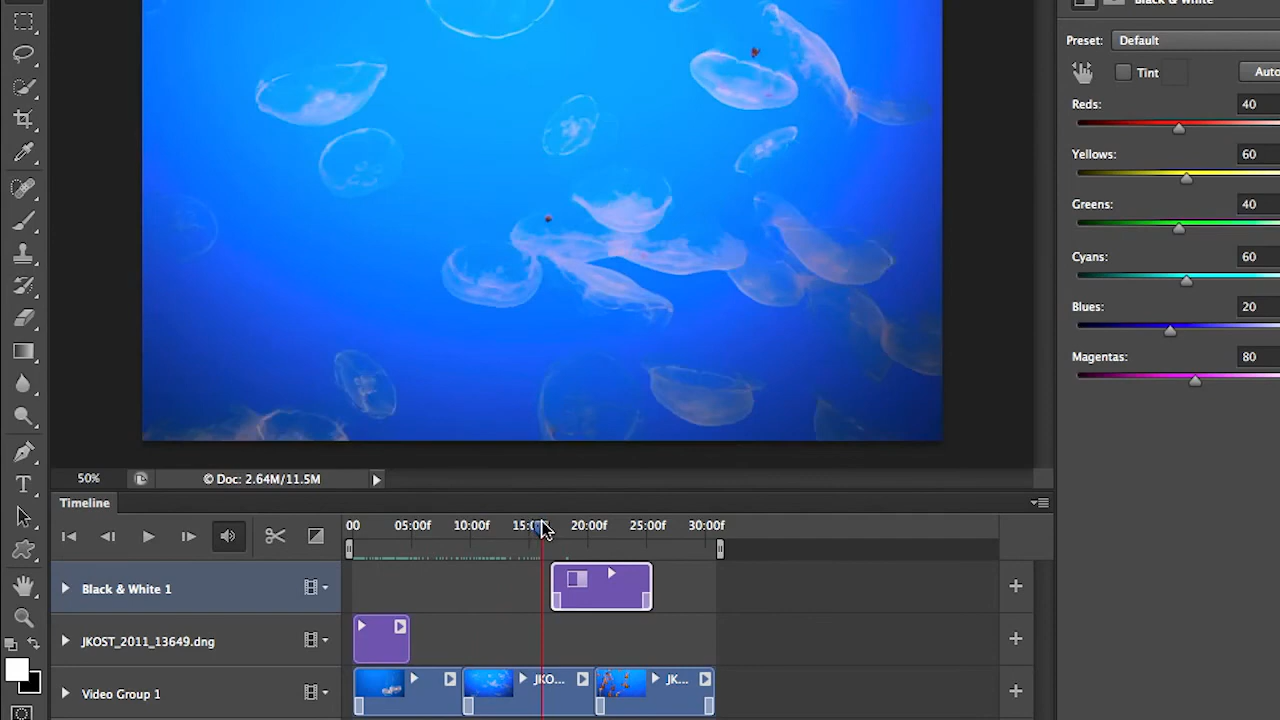 Black & White
Preset: Default
Tint
Auto
Reds: 40
Yellows: 60
Greens: 40
Cyans: 60
Blues: 20
Magentas: 80
50%
© Doc: 2.64M/11.5M
Timeline
00 05:00f 10:00f 15: 20:00f 25:00f 30:00f
Black & White 1
JKOST_2011_13649.dng
Video Group 1
JKO... JK...